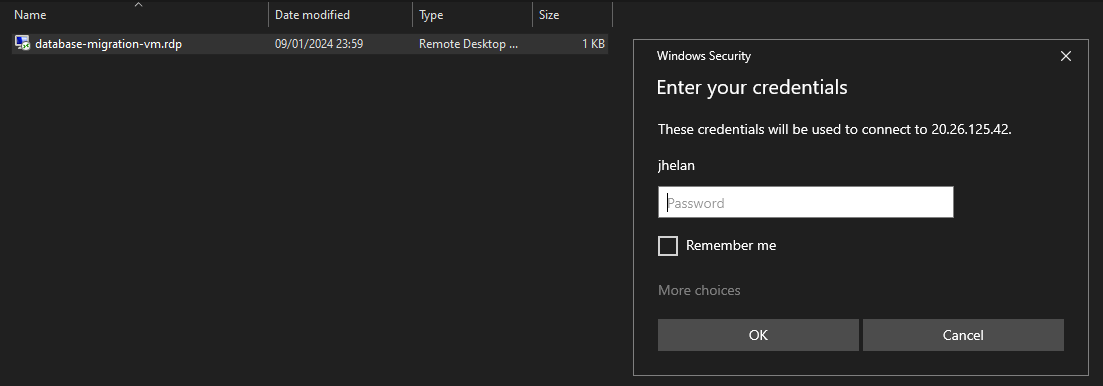 Name Date modified Type Size
database-migration-vm.rdp 09/01/2024 23:59 Remote Desktop ... 1 KB
Windows Security
Enter your credentials
These credentials will be used to connect to 20.26.125.42.
jhelan
Password
Remember me
More choices
OK Cancel